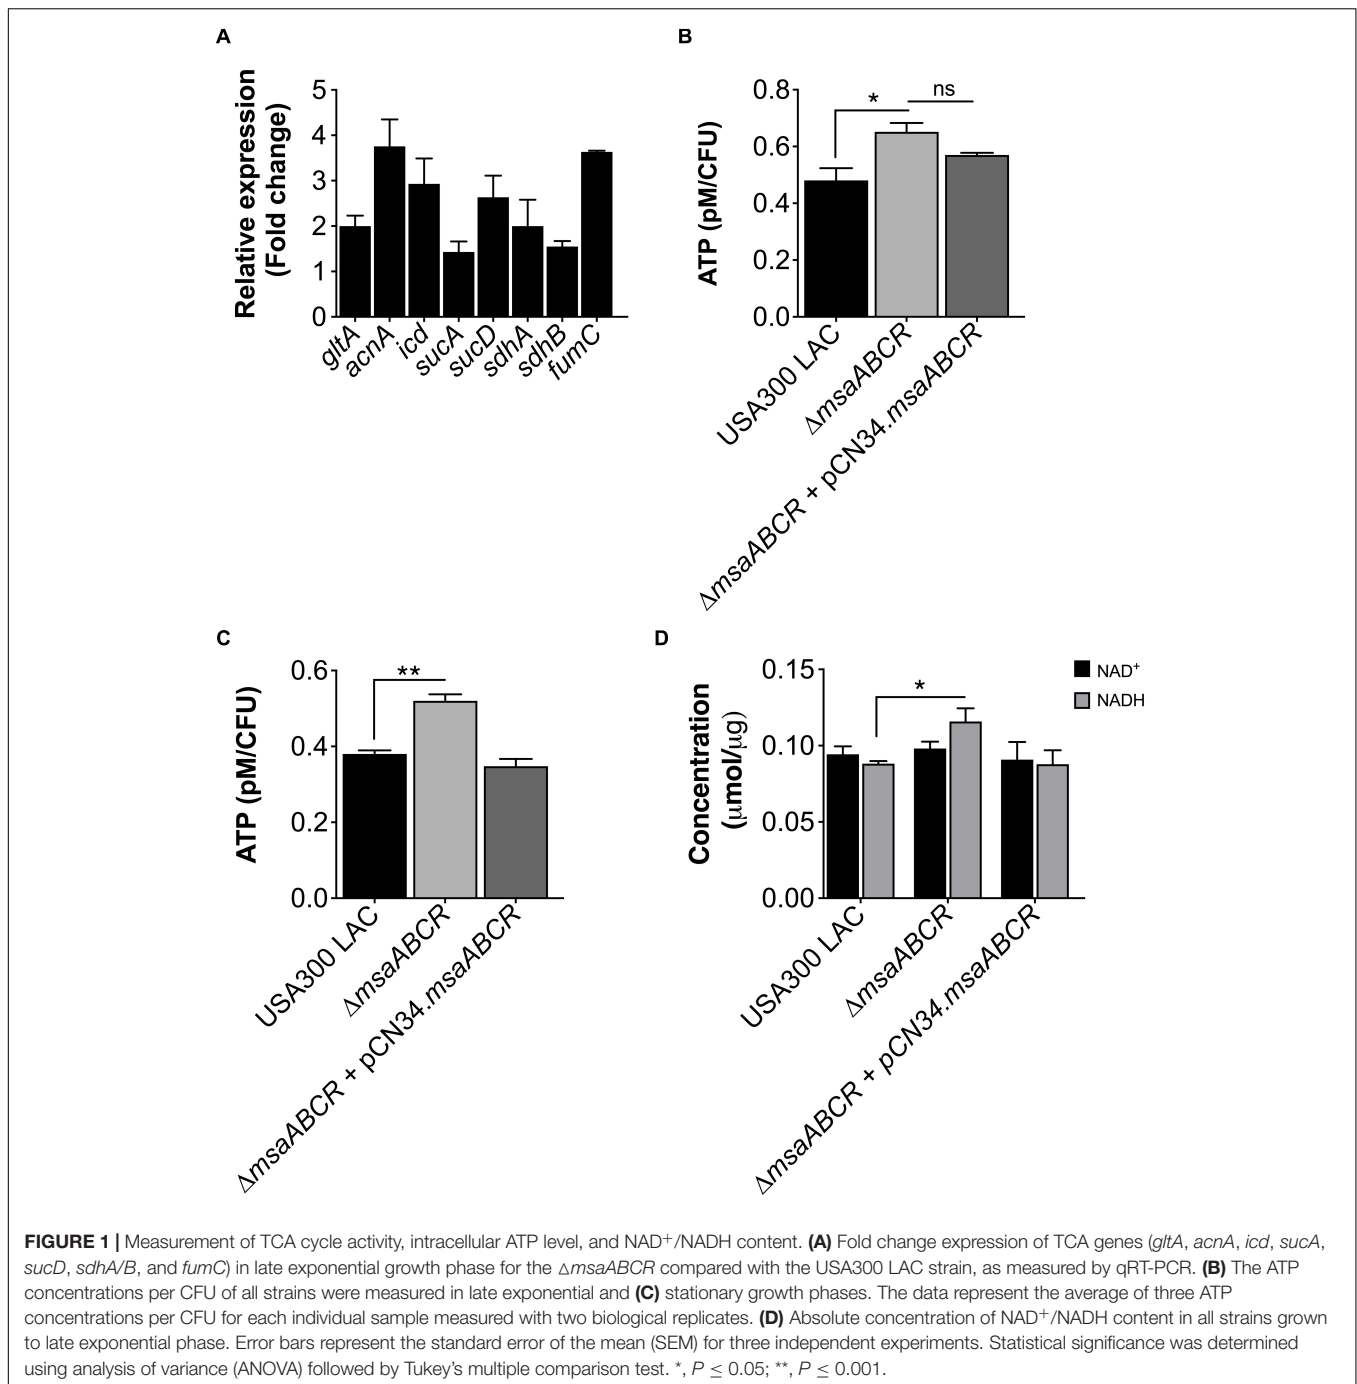 A
Relative expression
(Fold change)
5
4
3
2
1
0
gltA
acnA
icd
sucA
sucD
sdhA
sdhB
fumC
B
ATP (pM/CFU)
0.8
0.6
0.4
0.2
0.0
*
ns
USA300 LAC
ΔmsaABCR
ΔmsaABCR + pCN34.msaABCR
C
ATP (pM/CFU)
0.6
0.4
0.2
0.0
**
USA300 LAC
ΔmsaABCR
ΔmsaABCR + pCN34.msaABCR
D
Concentration
(μmol/μg)
0.15
0.10
0.05
0.00
*
NAD⁺
NADH
USA300 LAC
ΔmsaABCR
ΔmsaABCR + pCN34.msaABCR
FIGURE 1 | Measurement of TCA cycle activity, intracellular ATP level, and NAD⁺/NADH content. (A) Fold change expression of TCA genes (gltA, acnA, icd, sucA,
sucD, sdhA/B, and fumC) in late exponential growth phase for the ΔmsaABCR compared with the USA300 LAC strain, as measured by qRT-PCR. (B) The ATP
concentrations per CFU of all strains were measured in late exponential and (C) stationary growth phases. The data represent the average of three ATP
concentrations per CFU for each individual sample measured with two biological replicates. (D) Absolute concentration of NAD⁺/NADH content in all strains grown
to late exponential phase. Error bars represent the standard error of the mean (SEM) for three independent experiments. Statistical significance was determined
using analysis of variance (ANOVA) followed by Tukey's multiple comparison test. *, P ≤ 0.05; **, P ≤ 0.001.